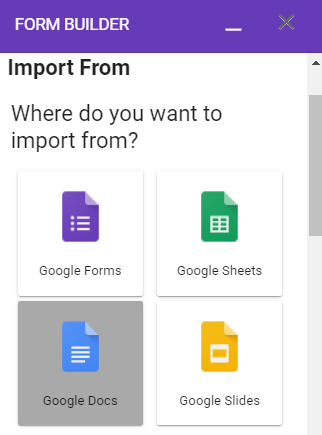 FORM BUILDER
Import From
Where do you want to
import from?
Google Forms
Google Sheets
Google Docs
Google Slides